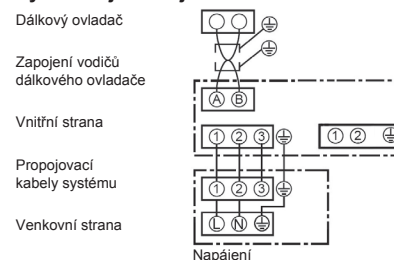 Dálkový ovladač
Zapojení vodičů
dálkového ovladače
A B
Vnitřní strana
1 2 3
1 2
Propojovací
kabely systému
1 2 3
Venkovní strana
L N
Napájení